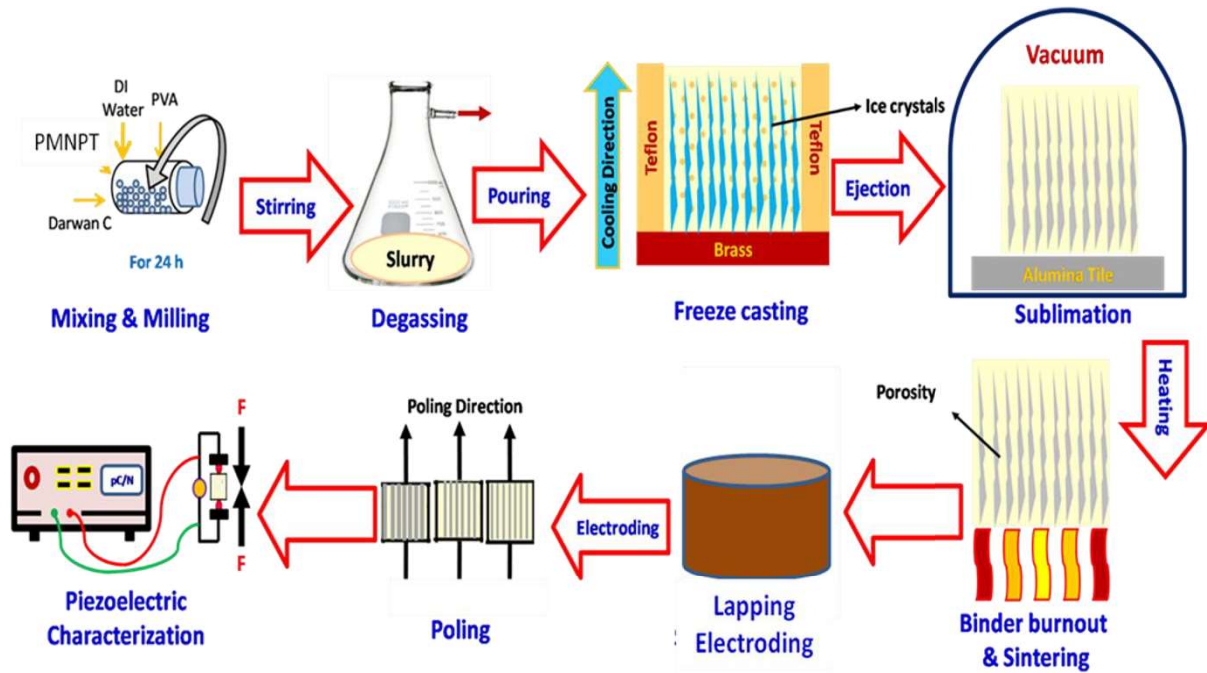 DI
Water
PVA
PMNPT
Darwan C
For 24 h
Mixing & Milling
Stirring
Slurry
Degassing
Pouring
Cooling Direction
Teflon
Brass
Teflon
Ice crystals
Freeze casting
Ejection
Vacuum
Alumina Tile
Sublimation
Heating
Porosity
Binder burnout
& Sintering
Lapping
Electroding
Electroding
Poling Direction
Poling
F
pC/N
F
Piezoelectric
Characterization